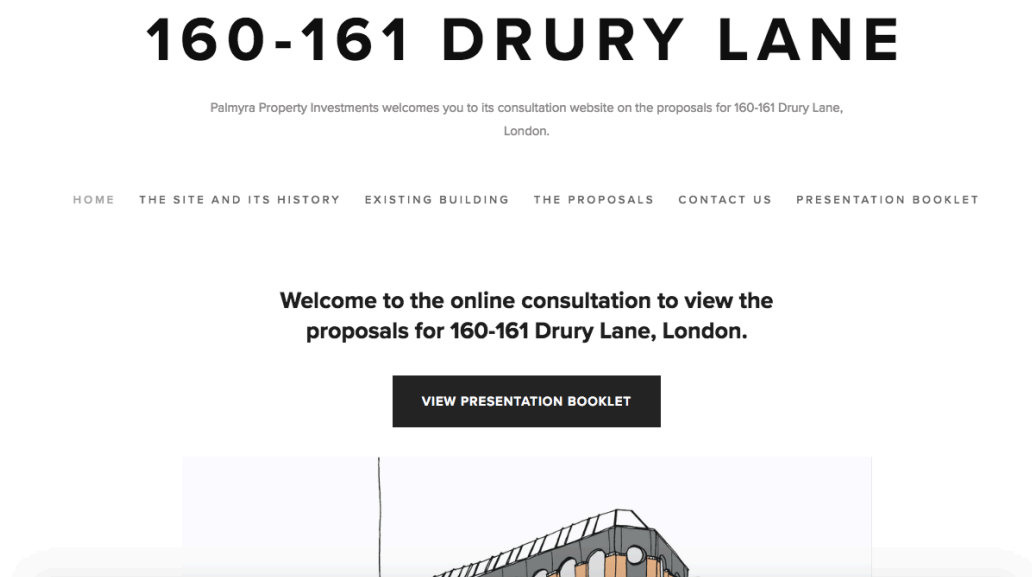 160-161 DRURY LANE
Palmyra Property Investments welcomes you to its consultation website on the proposals for 160-161 Drury Lane,
London.
HOME THE SITE AND ITS HISTORY EXISTING BUILDING THE PROPOSALS CONTACT US PRESENTATION BOOKLET
Welcome to the online consultation to view the
proposals for 160-161 Drury Lane, London.
VIEW PRESENTATION BOOKLET